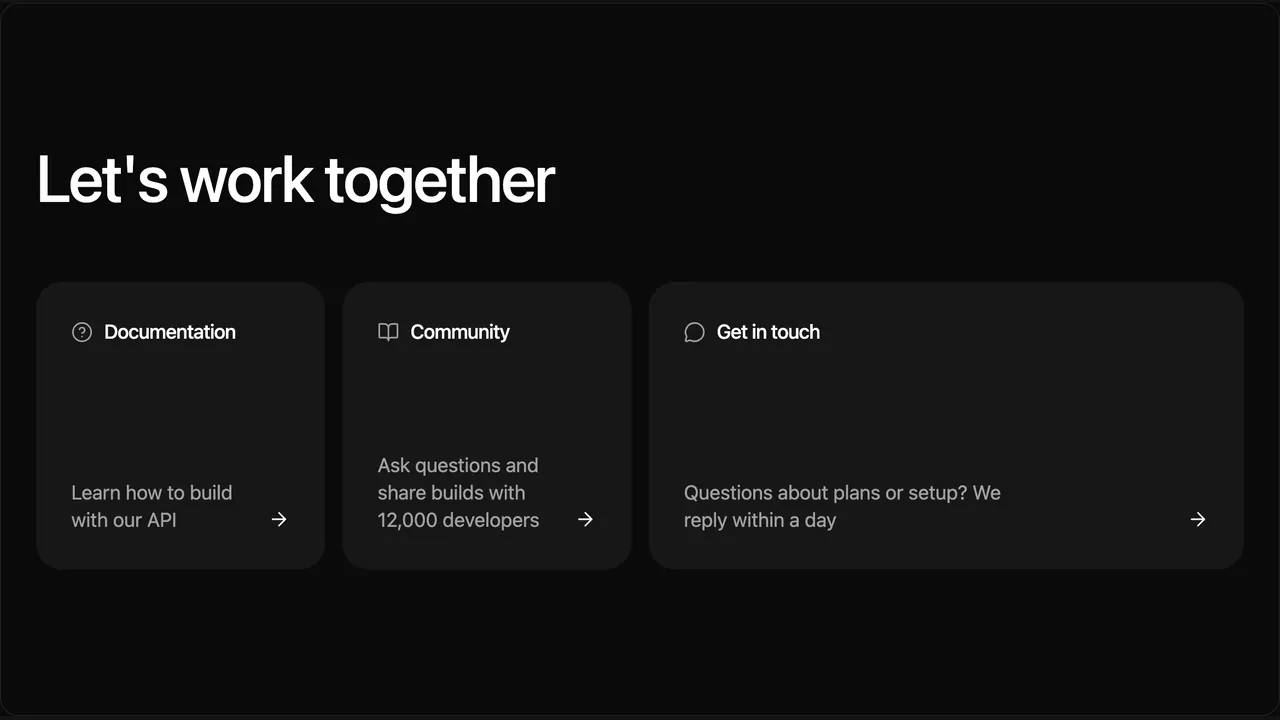 Let's work together
Documentation
Learn how to build
with our API
Community
Ask questions and
share builds with
12,000 developers
Get in touch
Questions about plans or setup? We
reply within a day